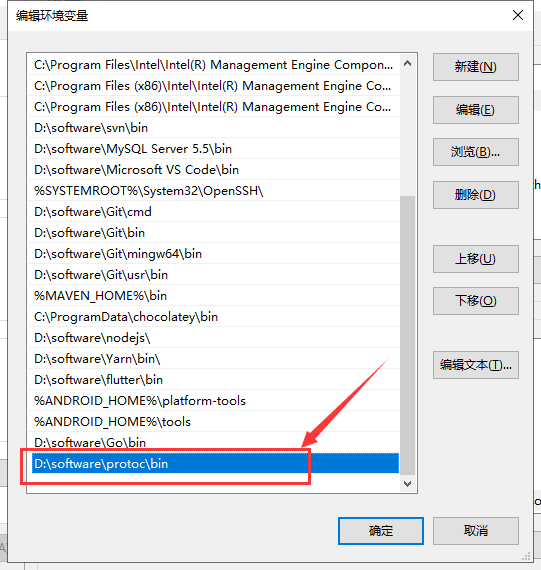 编辑环境变量
C:\Program Files\Intel\Intel(R) Management Engine Compon...
C:\Program Files (x86)\Intel\Intel(R) Management Engine Co...
C:\Program Files (x86)\Intel\Intel(R) Management Engine Co...
D:\software\svn\bin
D:\software\MySQL Server 5.5\bin
D:\software\Microsoft VS Code\bin
%SYSTEMROOT%\System32\OpenSSH\
D:\software\Git\cmd
D:\software\Git\bin
D:\software\Git\mingw64\bin
D:\software\Git\usr\bin
%MAVEN_HOME%\bin
C:\ProgramData\chocolatey\bin
D:\software\nodejs\
D:\software\Yarn\bin\
D:\software\flutter\bin
%ANDROID_HOME%\platform-tools
%ANDROID_HOME%\tools
D:\software\Go\bin
D:\software\protoc\bin
新建(N)
编辑(E)
浏览(B)...
删除(D)
上移(U)
下移(O)
编辑文本(T)...
确定
取消